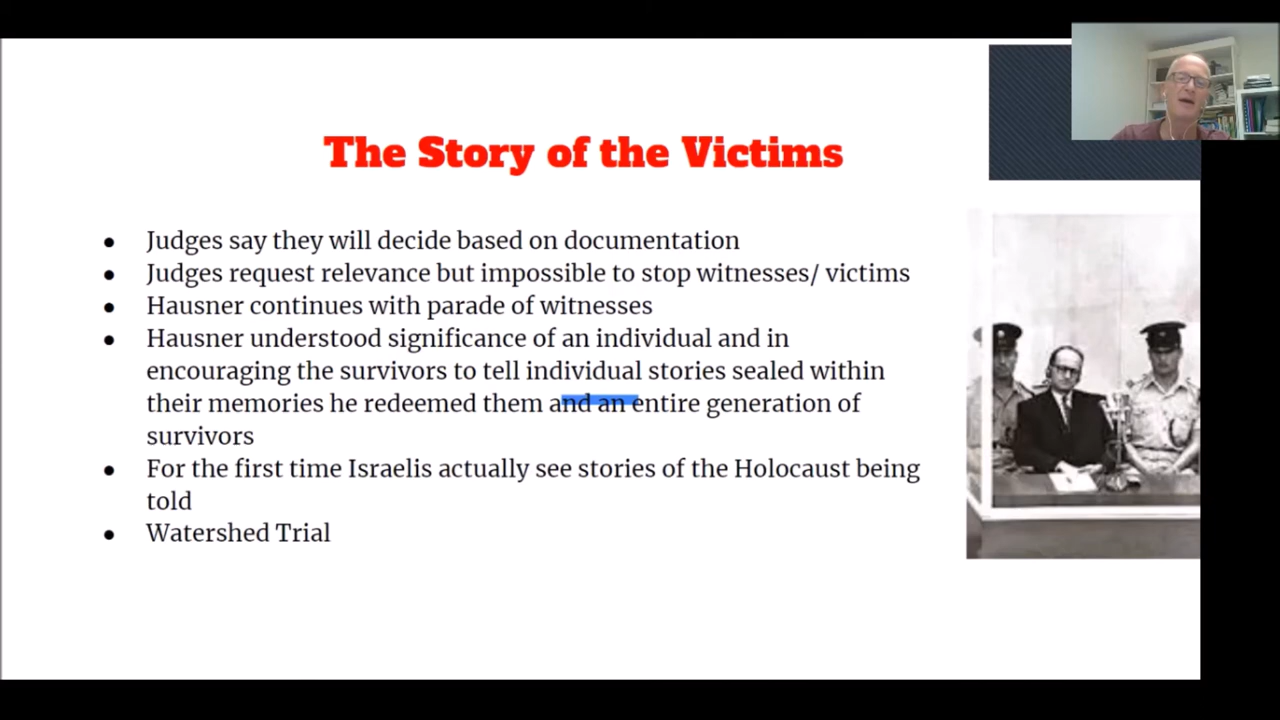 The Story of the Victims
● Judges say they will decide based on documentation
● Judges request relevance but impossible to stop witnesses/ victims
● Hausner continues with parade of witnesses
● Hausner understood significance of an individual and in
encouraging the survivors to tell individual stories sealed within
their memories he redeemed them and an entire generation of
survivors
● For the first time Israelis actually see stories of the Holocaust being
told
● Watershed Trial